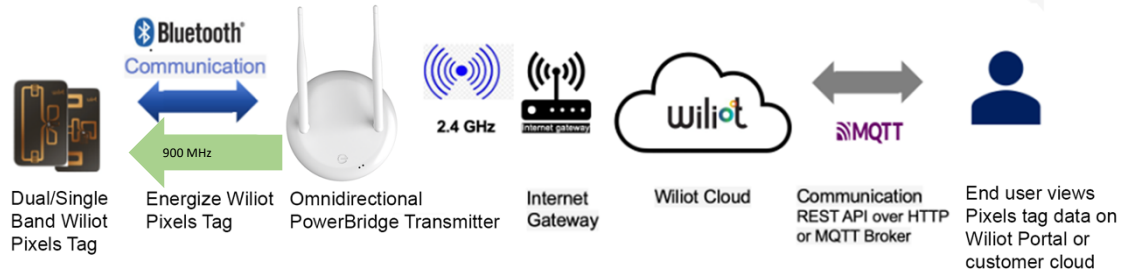 Bluetooth®
Communication
900 MHz
2.4 GHz
Internet gateway
wiliot
MQTT
Dual/Single
Band Wiliot
Pixels Tag
Energize Wiliot
Pixels Tag
Omnidirectional
PowerBridge Transmitter
Internet
Gateway
Wiliot Cloud
Communication
REST API over HTTP
or MQTT Broker
End user views
Pixels tag data on
Wiliot Portal or
customer cloud